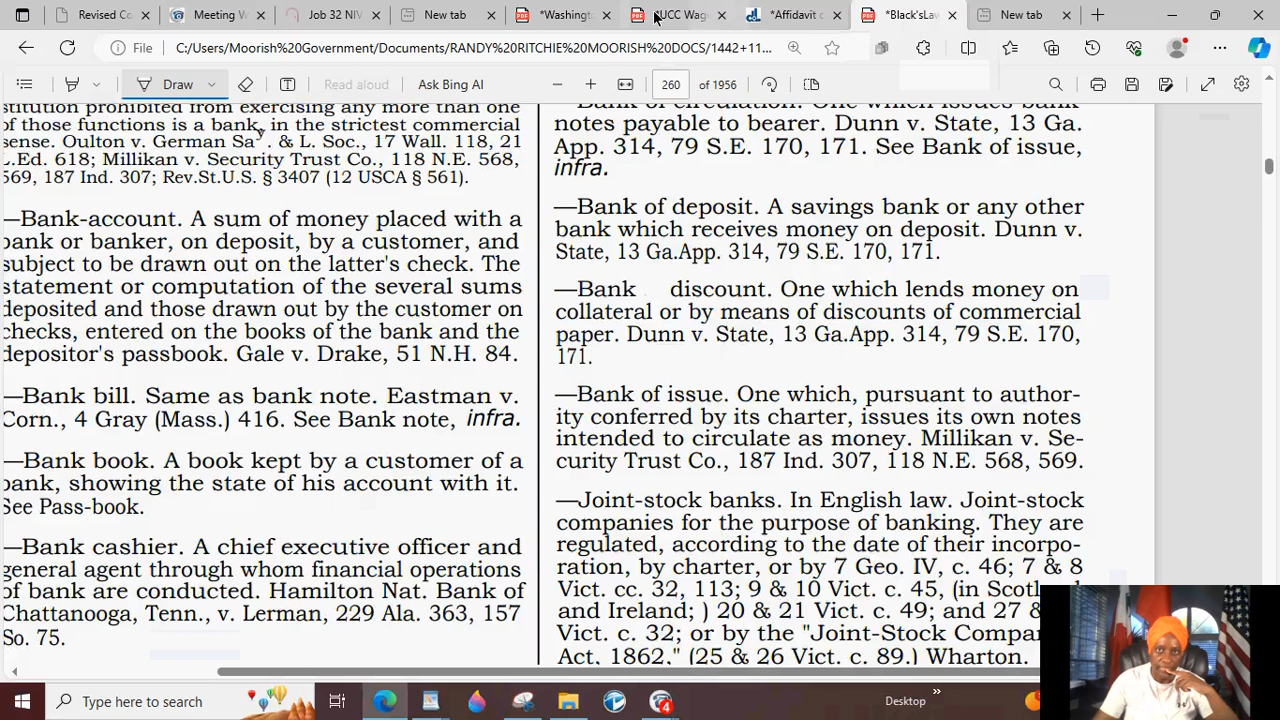 Revised Co
Meeting W
Job 32 NIV
New tab
*Washingt
*UCC Wag
*Affidavit c
*Black'sLa
New tab
File
C:/Users/Moorish%20Government/Documents/RANDY%20RITCHIE%20MOORISH%20DOCS/1442+11...
Draw
Read aloud
Ask Bing AI
260
of 1956
stitution prohibited from exercising any more than one
of those functions is a bank, in the strictest commercial
sense. Oulton v. German Sav. & L. Soc., 17 Wall. 118, 21
L.Ed. 618; Millikan v. Security Trust Co., 118 N.E. 568,
569, 187 Ind. 307; Rev.St.U.S. § 3407 (12 USCA § 561).
—Bank-account. A sum of money placed with a
bank or banker, on deposit, by a customer, and
subject to be drawn out on the latter's check. The
statement or computation of the several sums
deposited and those drawn out by the customer on
checks, entered on the books of the bank and the
depositor's passbook. Gale v. Drake, 51 N.H. 84.
—Bank bill. Same as bank note. Eastman v.
Corn., 4 Gray (Mass.) 416. See Bank note, infra.
—Bank book. A book kept by a customer of a
bank, showing the state of his account with it.
See Pass-book.
—Bank cashier. A chief executive officer and
general agent through whom financial operations
of bank are conducted. Hamilton Nat. Bank of
Chattanooga, Tenn., v. Lerman, 229 Ala. 363, 157
So. 75.
—Bank of circulation. One which issues bank
notes payable to bearer. Dunn v. State, 13 Ga.
App. 314, 79 S.E. 170, 171. See Bank of issue,
infra.
—Bank of deposit. A savings bank or any other
bank which receives money on deposit. Dunn v.
State, 13 Ga.App. 314, 79 S.E. 170, 171.
—Bank discount. One which lends money on
collateral or by means of discounts of commercial
paper. Dunn v. State, 13 Ga.App. 314, 79 S.E. 170,
171.
—Bank of issue. One which, pursuant to author-
ity conferred by its charter, issues its own notes
intended to circulate as money. Millikan v. Se-
curity Trust Co., 187 Ind. 307, 118 N.E. 568, 569.
—Joint-stock banks. In English law. Joint-stock
companies for the purpose of banking. They are
regulated, according to the date of their incorpo-
ration, by charter, or by 7 Geo. IV, c. 46; 7 & 8
Vict. cc. 32, 113; 9 & 10 Vict. c. 45, (in Scotl
and Ireland; ) 20 & 21 Vict. c. 49; and 27 &
Vict. c. 32; or by the "Joint-Stock Compa
Act, 1862," (25 & 26 Vict. c. 89.) Wharton.
Type here to search
4
Desktop